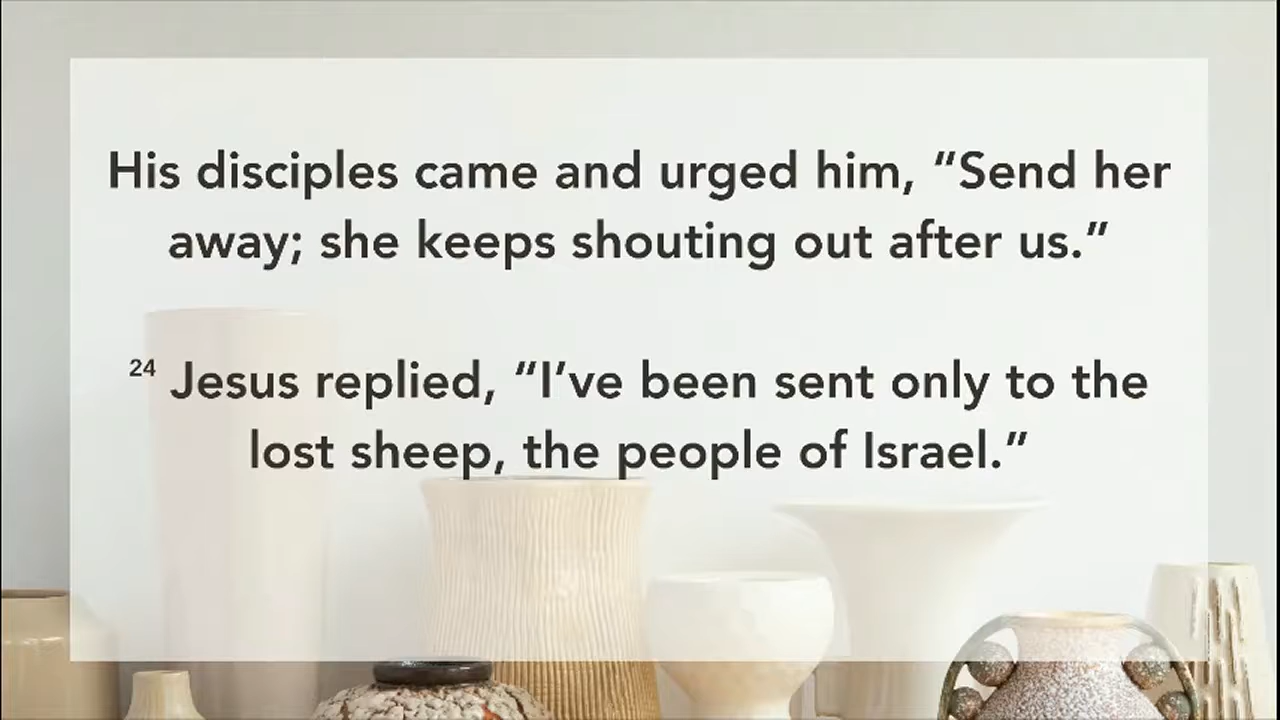 His disciples came and urged him, “Send her
away; she keeps shouting out after us.”
24 Jesus replied, “I’ve been sent only to the
lost sheep, the people of Israel.”